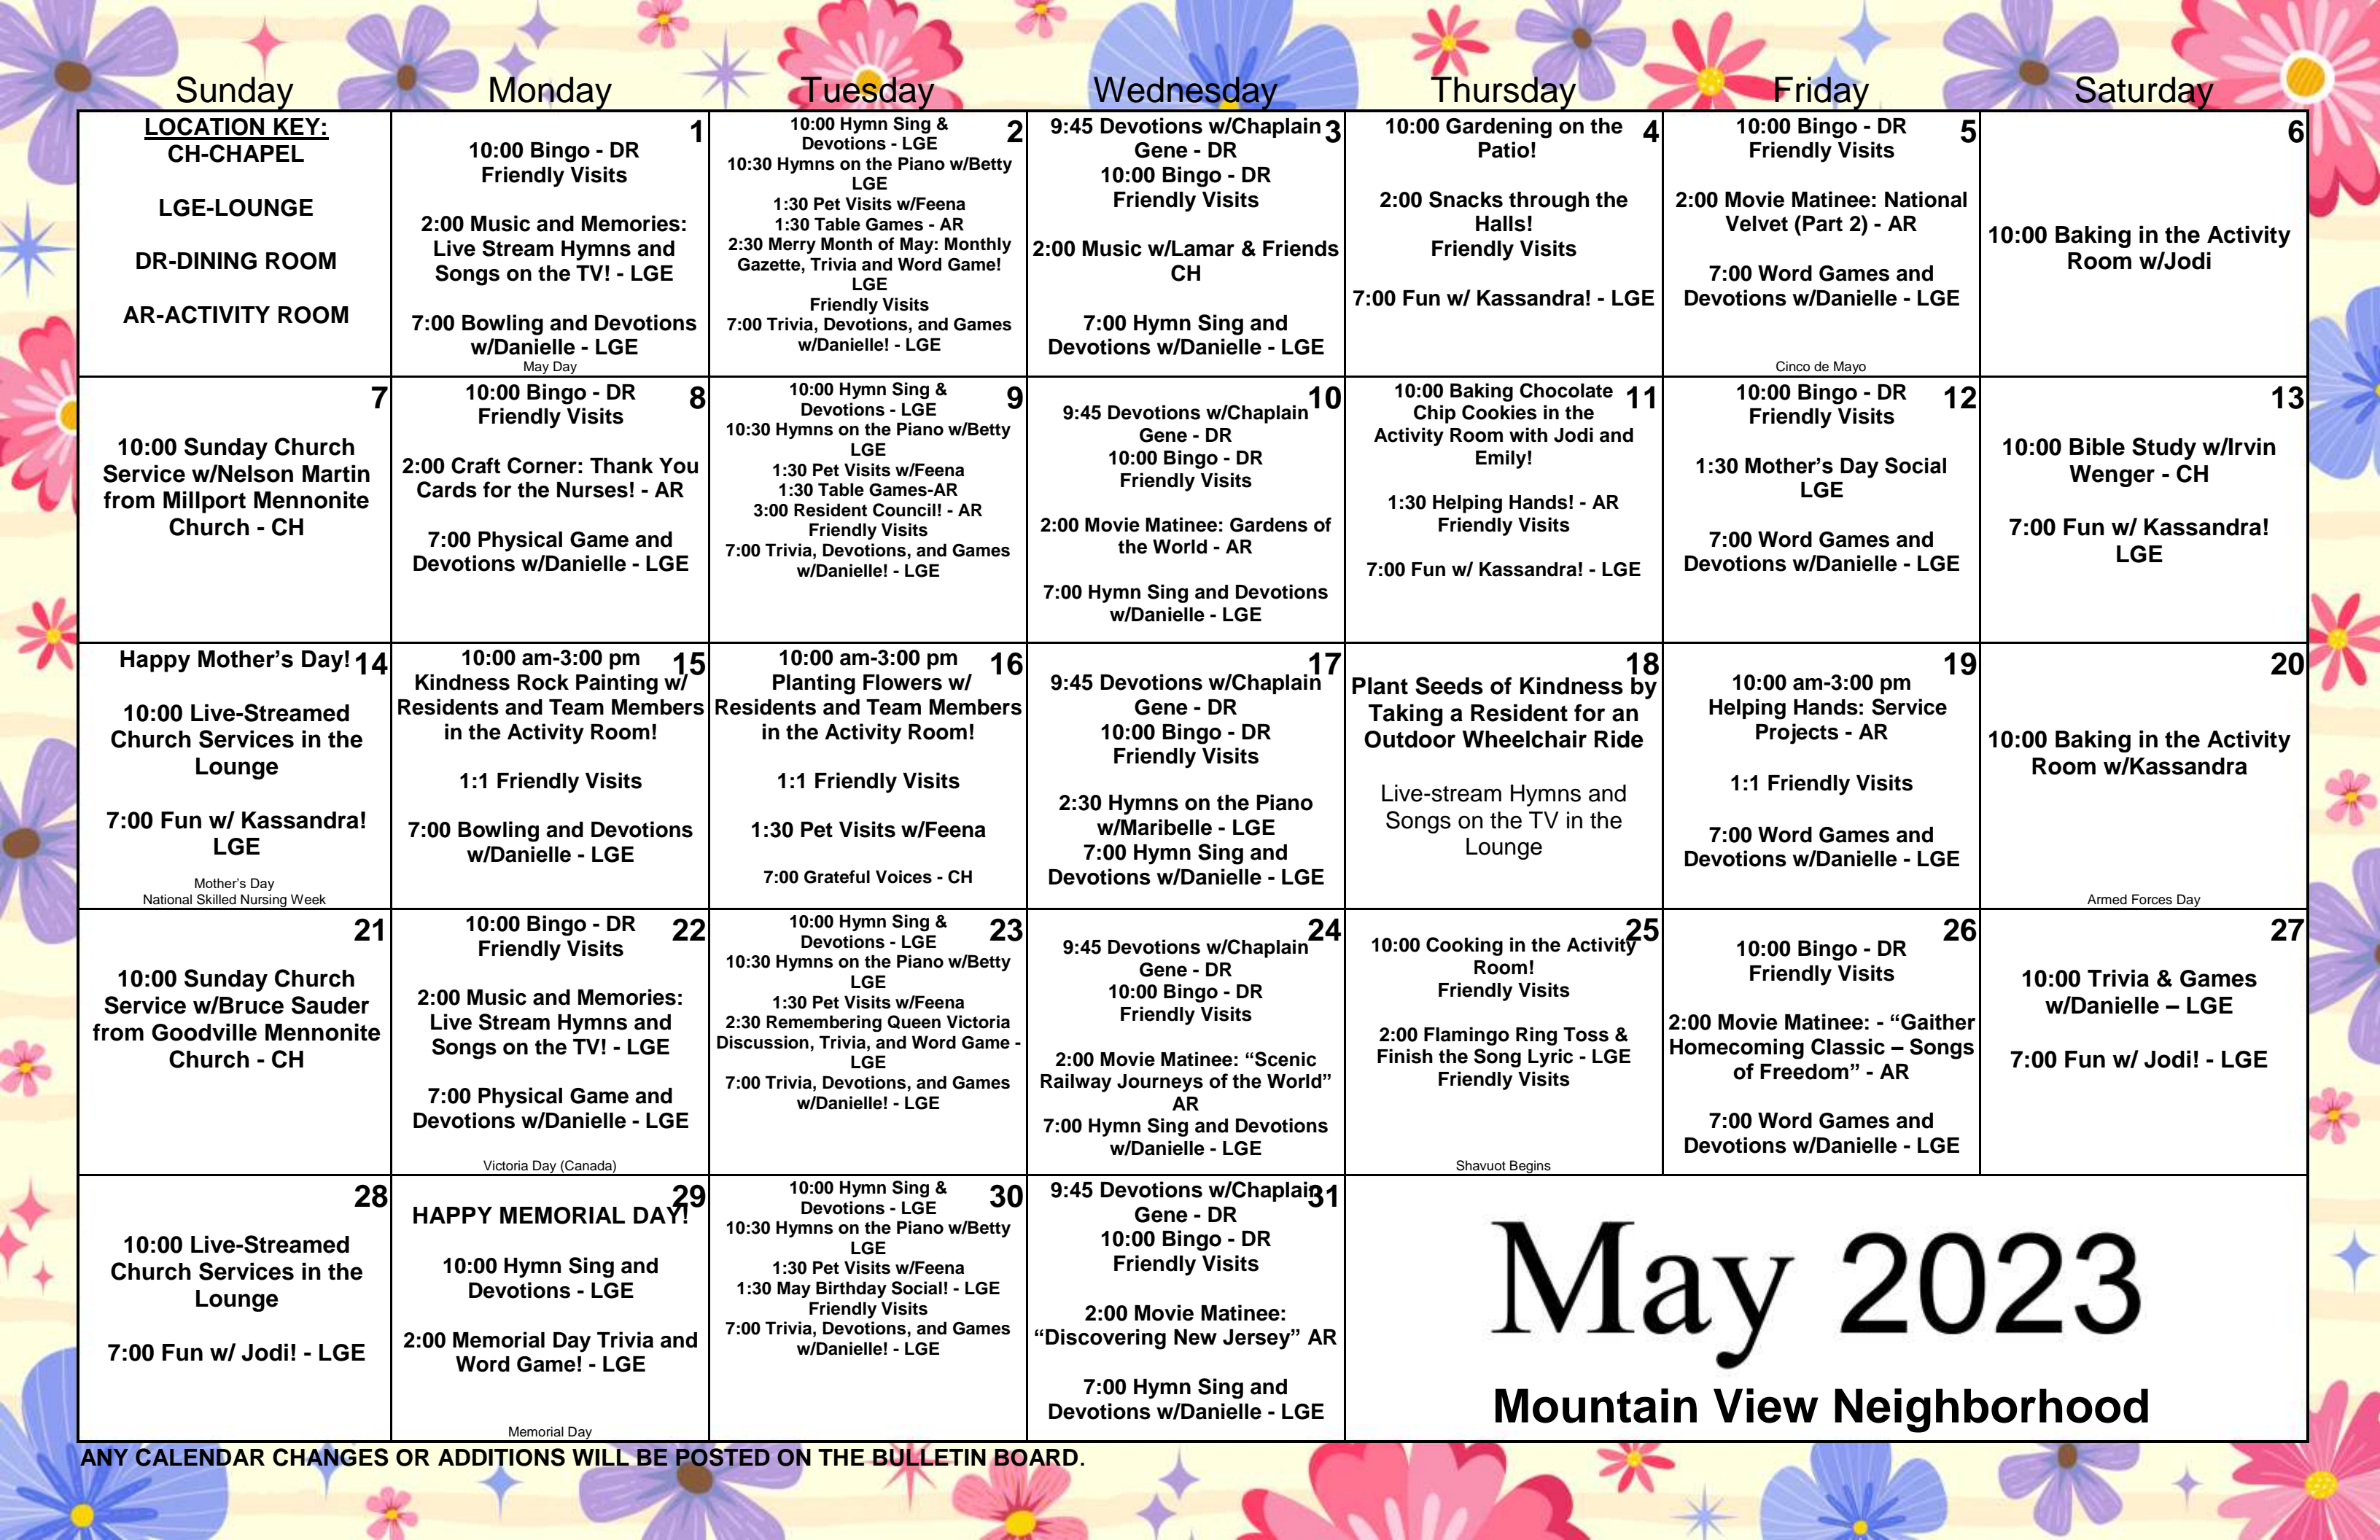 Sunday Monday Tuesday Wednesday Thursday Friday Saturday
LOCATION KEY:
CH-CHAPEL
LGE-LOUNGE
DR-DINING ROOM
AR-ACTIVITY ROOM
1
10:00 Bingo - DR
Friendly Visits
2:00 Music and Memories:
Live Stream Hymns and
Songs on the TV! - LGE
7:00 Bowling and Devotions
w/Danielle - LGE
May Day
2
10:00 Hymn Sing &
Devotions - LGE
10:30 Hymns on the Piano w/Betty
LGE
1:30 Pet Visits w/Feena
1:30 Table Games - AR
2:30 Merry Month of May: Monthly
Gazette, Trivia and Word Game!
LGE
Friendly Visits
7:00 Trivia, Devotions, and Games
w/Danielle! - LGE
3
9:45 Devotions w/Chaplain
Gene - DR
10:00 Bingo - DR
Friendly Visits
2:00 Music w/Lamar & Friends
CH
7:00 Hymn Sing and
Devotions w/Danielle - LGE
4
10:00 Gardening on the
Patio!
2:00 Snacks through the
Halls!
Friendly Visits
7:00 Fun w/ Kassandra! - LGE
5
10:00 Bingo - DR
Friendly Visits
2:00 Movie Matinee: National
Velvet (Part 2) - AR
7:00 Word Games and
Devotions w/Danielle - LGE
Cinco de Mayo
6
10:00 Baking in the Activity
Room w/Jodi
7
10:00 Sunday Church
Service w/Nelson Martin
from Millport Mennonite
Church - CH
8
10:00 Bingo - DR
Friendly Visits
2:00 Craft Corner: Thank You
Cards for the Nurses! - AR
7:00 Physical Game and
Devotions w/Danielle - LGE
9
10:00 Hymn Sing &
Devotions - LGE
10:30 Hymns on the Piano w/Betty
LGE
1:30 Pet Visits w/Feena
1:30 Table Games-AR
3:00 Resident Council! - AR
Friendly Visits
7:00 Trivia, Devotions, and Games
w/Danielle! - LGE
10
9:45 Devotions w/Chaplain
Gene - DR
10:00 Bingo - DR
Friendly Visits
2:00 Movie Matinee: Gardens of
the World - AR
7:00 Hymn Sing and Devotions
w/Danielle - LGE
11
10:00 Baking Chocolate
Chip Cookies in the
Activity Room with Jodi and
Emily!
1:30 Helping Hands! - AR
Friendly Visits
7:00 Fun w/ Kassandra! - LGE
12
10:00 Bingo - DR
Friendly Visits
1:30 Mother’s Day Social
LGE
7:00 Word Games and
Devotions w/Danielle - LGE
13
10:00 Bible Study w/Irvin
Wenger - CH
7:00 Fun w/ Kassandra!
LGE
14
Happy Mother’s Day!
10:00 Live-Streamed
Church Services in the
Lounge
7:00 Fun w/ Kassandra!
LGE
Mother’s Day
National Skilled Nursing Week
15
10:00 am-3:00 pm
Kindness Rock Painting w/
Residents and Team Members
in the Activity Room!
1:1 Friendly Visits
7:00 Bowling and Devotions
w/Danielle - LGE
16
10:00 am-3:00 pm
Planting Flowers w/
Residents and Team Members
in the Activity Room!
1:1 Friendly Visits
1:30 Pet Visits w/Feena
7:00 Grateful Voices - CH
17
9:45 Devotions w/Chaplain
Gene - DR
10:00 Bingo - DR
Friendly Visits
2:30 Hymns on the Piano
w/Maribelle - LGE
7:00 Hymn Sing and
Devotions w/Danielle - LGE
18
Plant Seeds of Kindness by
Taking a Resident for an
Outdoor Wheelchair Ride
Live-stream Hymns and
Songs on the TV in the
Lounge
19
10:00 am-3:00 pm
Helping Hands: Service
Projects - AR
1:1 Friendly Visits
7:00 Word Games and
Devotions w/Danielle - LGE
20
10:00 Baking in the Activity
Room w/Kassandra
Armed Forces Day
21
10:00 Sunday Church
Service w/Bruce Sauder
from Goodville Mennonite
Church - CH
22
10:00 Bingo - DR
Friendly Visits
2:00 Music and Memories:
Live Stream Hymns and
Songs on the TV! - LGE
7:00 Physical Game and
Devotions w/Danielle - LGE
Victoria Day (Canada)
23
10:00 Hymn Sing &
Devotions - LGE
10:30 Hymns on the Piano w/Betty
LGE
1:30 Pet Visits w/Feena
2:30 Remembering Queen Victoria
Discussion, Trivia, and Word Game -
LGE
7:00 Trivia, Devotions, and Games
w/Danielle! - LGE
24
9:45 Devotions w/Chaplain
Gene - DR
10:00 Bingo - DR
Friendly Visits
2:00 Movie Matinee: “Scenic
Railway Journeys of the World”
AR
7:00 Hymn Sing and Devotions
w/Danielle - LGE
25
10:00 Cooking in the Activity
Room!
Friendly Visits
2:00 Flamingo Ring Toss &
Finish the Song Lyric - LGE
Friendly Visits
Shavuot Begins
26
10:00 Bingo - DR
Friendly Visits
2:00 Movie Matinee: - “Gaither
Homecoming Classic – Songs
of Freedom” - AR
7:00 Word Games and
Devotions w/Danielle - LGE
27
10:00 Trivia & Games
w/Danielle – LGE
7:00 Fun w/ Jodi! - LGE
28
10:00 Live-Streamed
Church Services in the
Lounge
7:00 Fun w/ Jodi! - LGE
29
HAPPY MEMORIAL DAY!
10:00 Hymn Sing and
Devotions - LGE
2:00 Memorial Day Trivia and
Word Game! - LGE
Memorial Day
30
10:00 Hymn Sing &
Devotions - LGE
10:30 Hymns on the Piano w/Betty
LGE
1:30 Pet Visits w/Feena
1:30 May Birthday Social! - LGE
Friendly Visits
7:00 Trivia, Devotions, and Games
w/Danielle! - LGE
31
9:45 Devotions w/Chaplain
Gene - DR
10:00 Bingo - DR
Friendly Visits
2:00 Movie Matinee:
“Discovering New Jersey” AR
7:00 Hymn Sing and
Devotions w/Danielle - LGE
May 2023
Mountain View Neighborhood
ANY CALENDAR CHANGES OR ADDITIONS WILL BE POSTED ON THE BULLETIN BOARD.